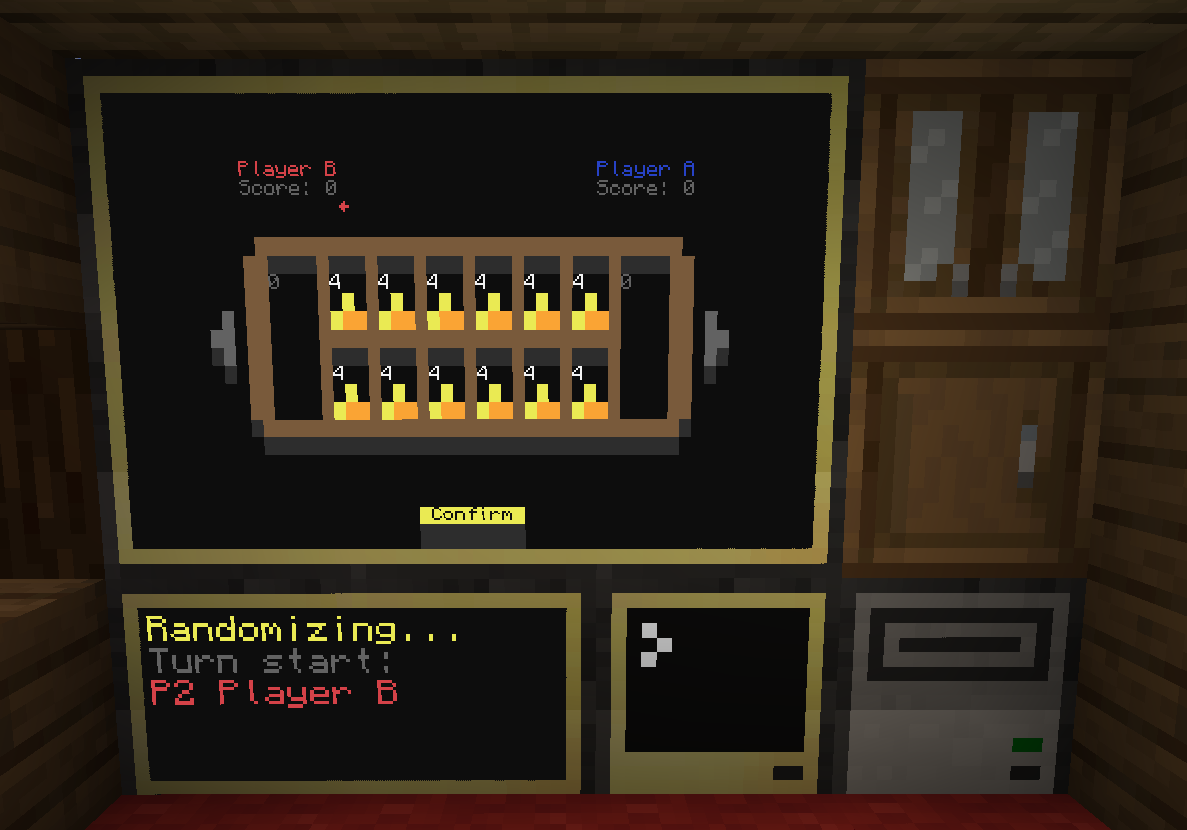 Player B
Score: 0
+
Player A
Score: 0
0 4 4 4 4 4 4 0
4 4 4 4 4 4
Confirm
Randomizing...
Turn start:
P2 Player B
>